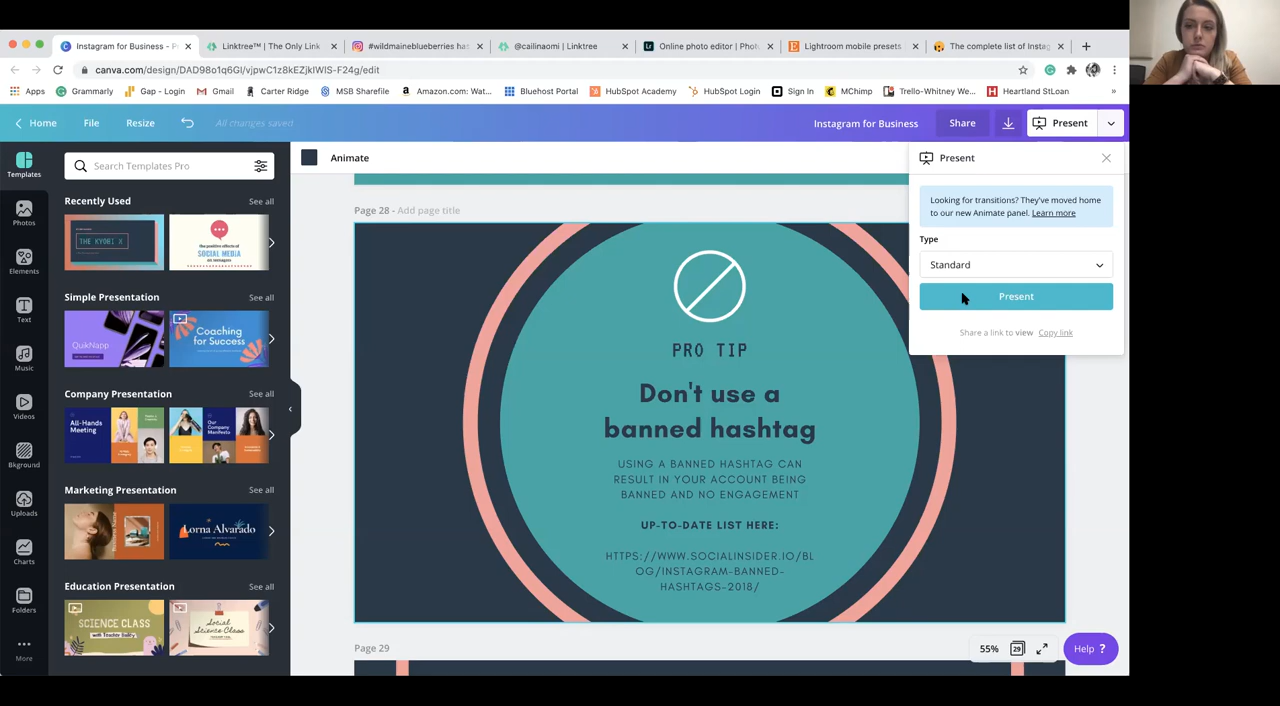 Instagram for Business - P
Linktree™ | The Only Link
#wildmaineblueberries has
@cailinaomi | Linktree
Online photo editor | Phot
Lightroom mobile presets
The complete list of Instag
canva.com/design/DAD98o1q6GI/vjpwC1z8kEZjklWIS-F24g/edit
Apps
Grammarly
Gap - Login
Gmail
Carter Ridge
MSB Sharefile
Amazon.com: Wat...
Bluehost Portal
HubSpot Academy
HubSpot Login
Sign In
MChimp
Trello-Whitney We...
Heartland StLoan
»
Home
File
Resize
All changes saved
Instagram for Business
Share
Present
Templates
Photos
Elements
Text
Music
Videos
Bkground
Uploads
Charts
Folders
More
Search Templates Pro
Recently Used
See all
THE KYOBI X
the positive effects of
SOCIAL MEDIA
on teenagers
Simple Presentation
See all
QuikNapp
Coaching
for Success
Company Presentation
See all
All-Hands
Meeting
Our
Company
Manifesto
Marketing Presentation
See all
Lorna Alvarado
Education Presentation
See all
SCIENCE CLASS
with Teacher Bailey
Social
Science Class
Animate
Page 28 - Add page title
PRO TIP
Don't use a
banned hashtag
USING A BANNED HASHTAG CAN
RESULT IN YOUR ACCOUNT BEING
BANNED AND NO ENGAGEMENT
UP-TO-DATE LIST HERE:
HTTPS://WWW.SOCIALINSIDER.IO/BL
OG/INSTAGRAM-BANNED-
HASHTAGS-2018/
Page 29
Present
Looking for transitions? They've moved home
to our new Animate panel. Learn more
Type
Standard
Present
Share a link to view Copy link
55%
29
Help ?